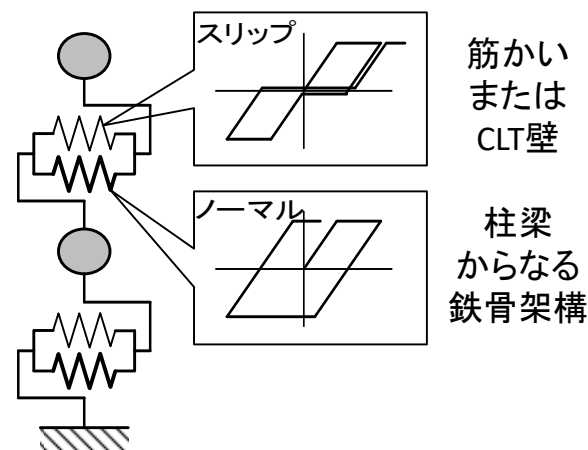 スリップ
筋かい
または
CLT壁
ノーマル
柱梁
からなる
鉄骨架構